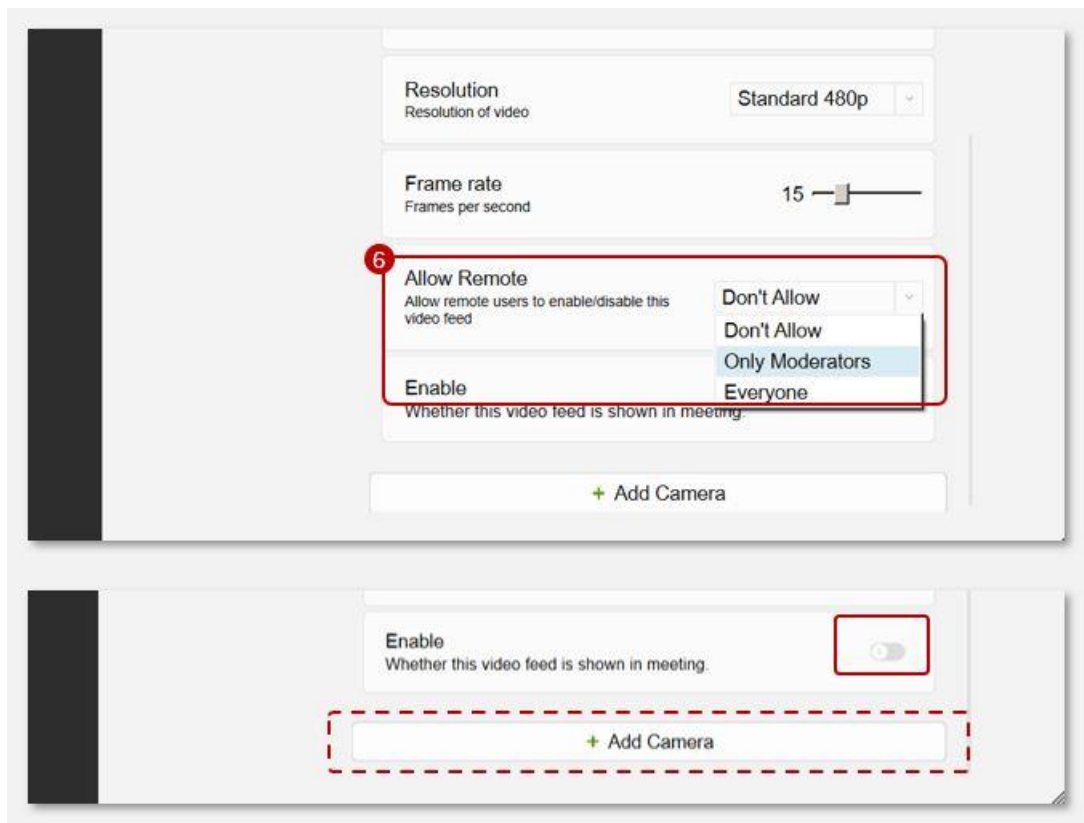 Resolution
Resolution of video
Standard 480p
Frame rate
Frames per second
15
6
Allow Remote
Allow remote users to enable/disable this
video feed
Don't Allow
Don't Allow
Only Moderators
Everyone
Enable
Whether this video feed is shown in meeting.
+ Add Camera
Enable
Whether this video feed is shown in meeting.
+ Add Camera